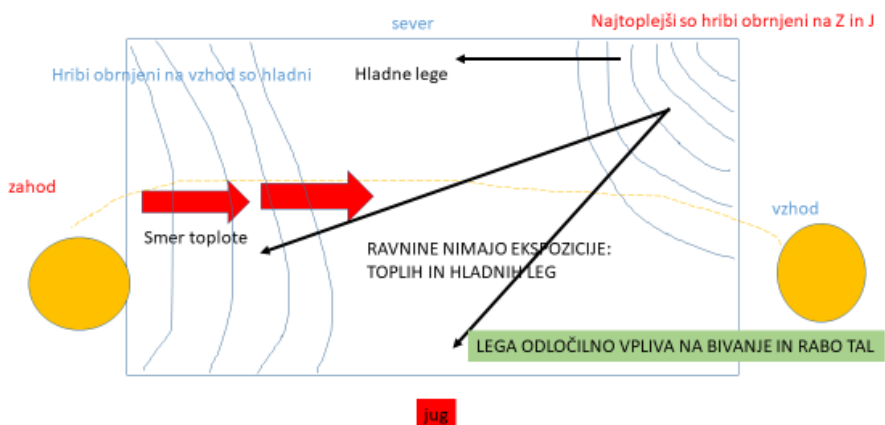 sever
Najtoplejši so hribi obrnjeni na Z in J
Hribi obrnjeni na vzhod so hladni
Hladne lege
zahod
vzhod
Smer toplote
RAVNINE NIMAJO EKSPOZICIJE:
TOPLIH IN HLADNIH LEG
LEGA ODLOČILNO VPLIVA NA BIVANJE IN RABO TAL
jug